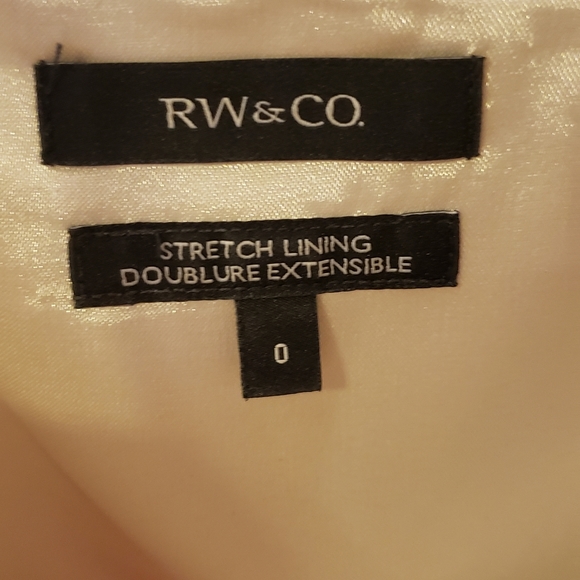 RW&CO.
STRETCH LINING
DOUBLURE EXTENSIBLE
0